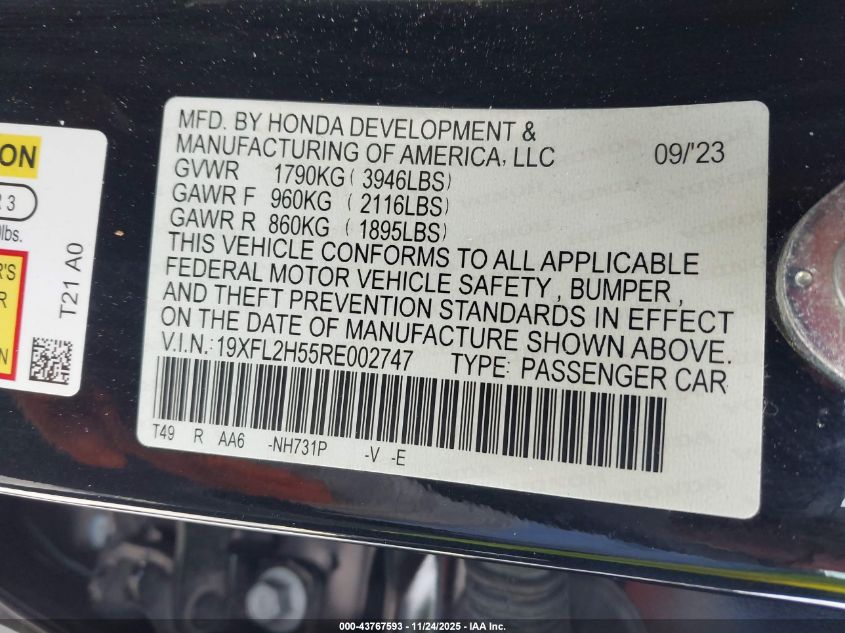 ON
R 3
lbs.
R'S
R
N
T21 A0
MFD. BY HONDA DEVELOPMENT &
MANUFACTURING OF AMERICA, LLC 09/'23
GVWR 1790KG ( 3946LBS)
GAWR F 960KG ( 2116LBS)
GAWR R 860KG ( 1895LBS)
THIS VEHICLE CONFORMS TO ALL APPLICABLE
FEDERAL MOTOR VEHICLE SAFETY , BUMPER ,
AND THEFT PREVENTION STANDARDS IN EFFECT
ON THE DATE OF MANUFACTURE SHOWN ABOVE.
V.I.N.:19XFL2H55RE002747 TYPE: PASSENGER CAR
T49 R AA6 -NH731P -V -E
000-43767593 — 11/24/2025 — IAA Inc.